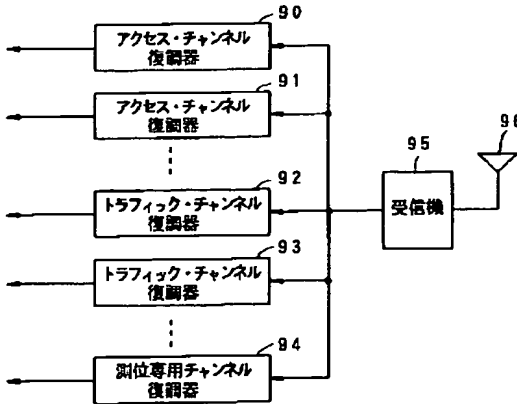 90
アクセス・チャンネル
復調器
91
アクセス・チャンネル
復調器
92
トラフィック・チャンネル
復調器
93
トラフィック・チャンネル
復調器
94
測位専用チャンネル
復調器
95
受信機
96